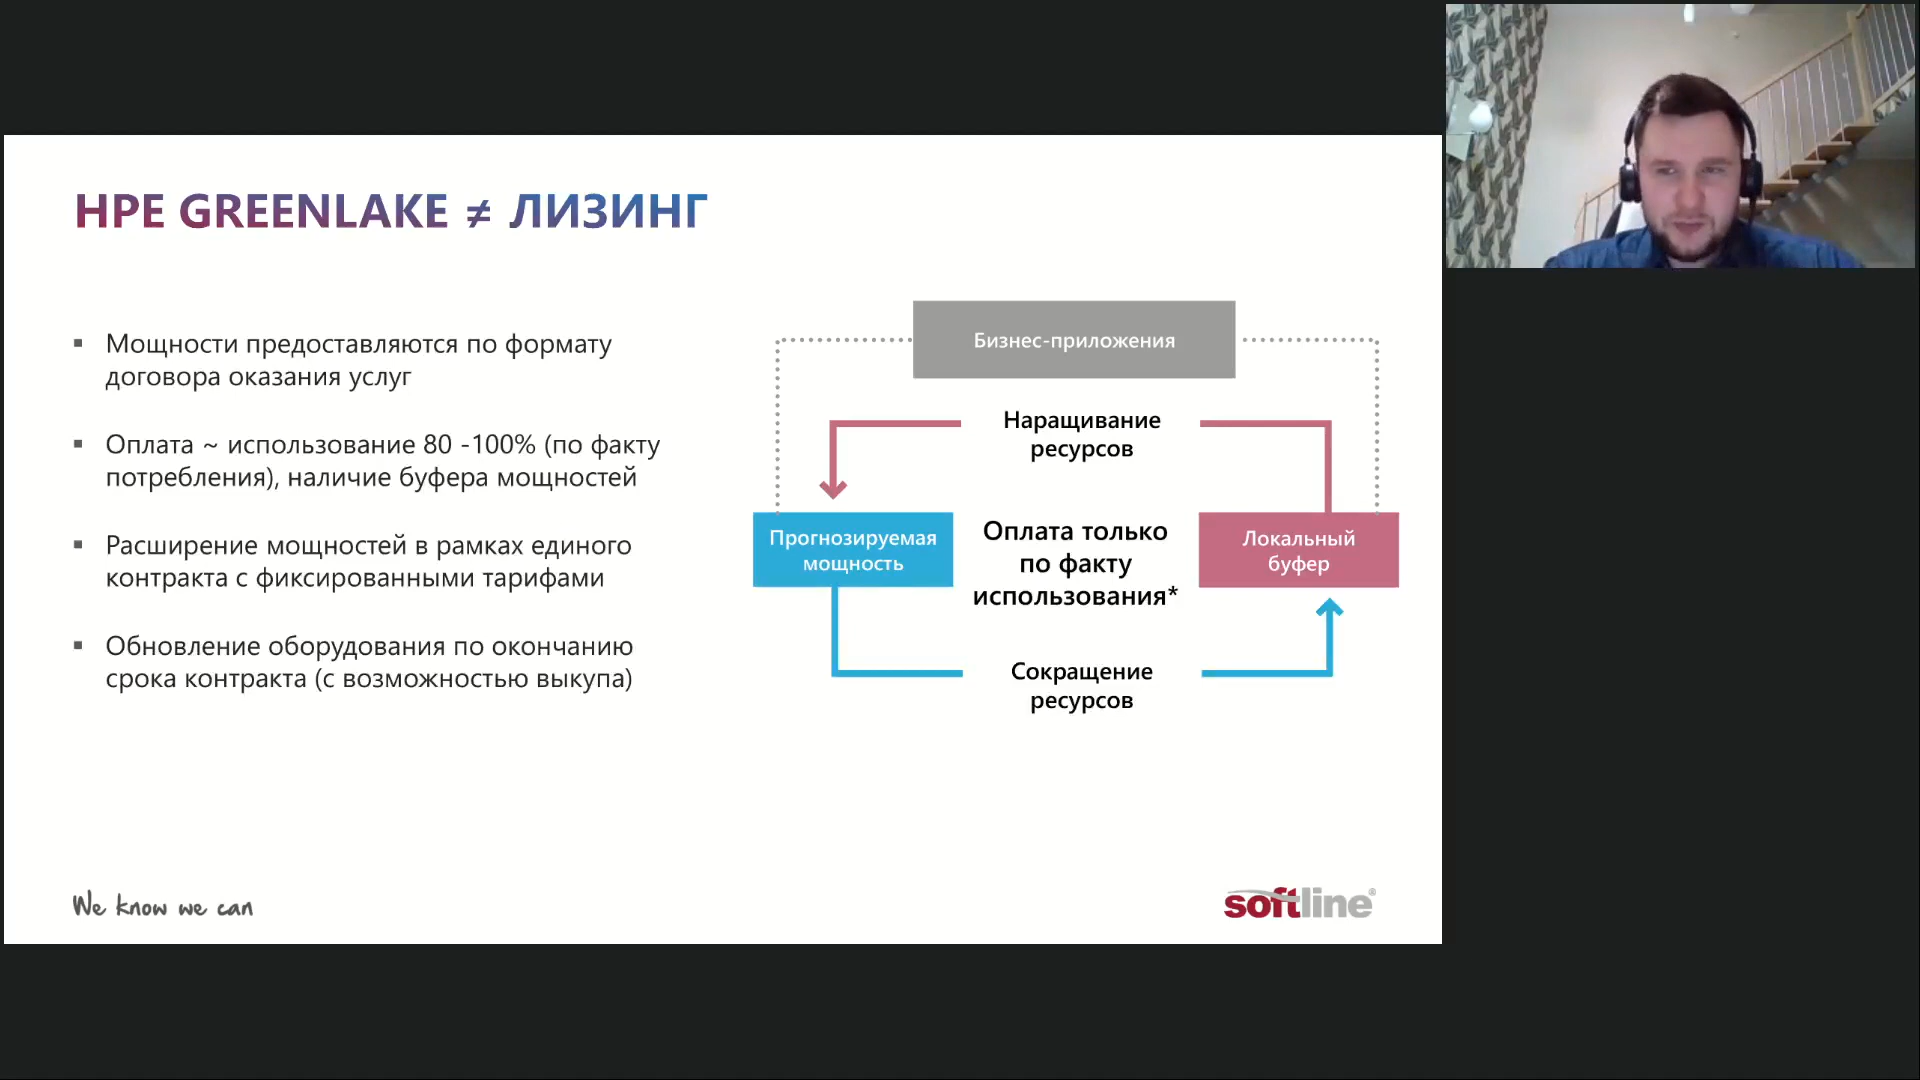 HPE GREENLAKE ≠ ЛИЗИНГ
▪ Мощности предоставляются по формату
договора оказания услуг
▪ Оплата ~ использование 80 -100% (по факту
потребления), наличие буфера мощностей
▪ Расширение мощностей в рамках единого
контракта с фиксированными тарифами
▪ Обновление оборудования по окончанию
срока контракта (с возможностью выкупа)
Бизнес-приложения
Наращивание
ресурсов
Прогнозируемая
мощность
Оплата только
по факту
использования*
Локальный
буфер
Сокращение
ресурсов
We know we can
softline®